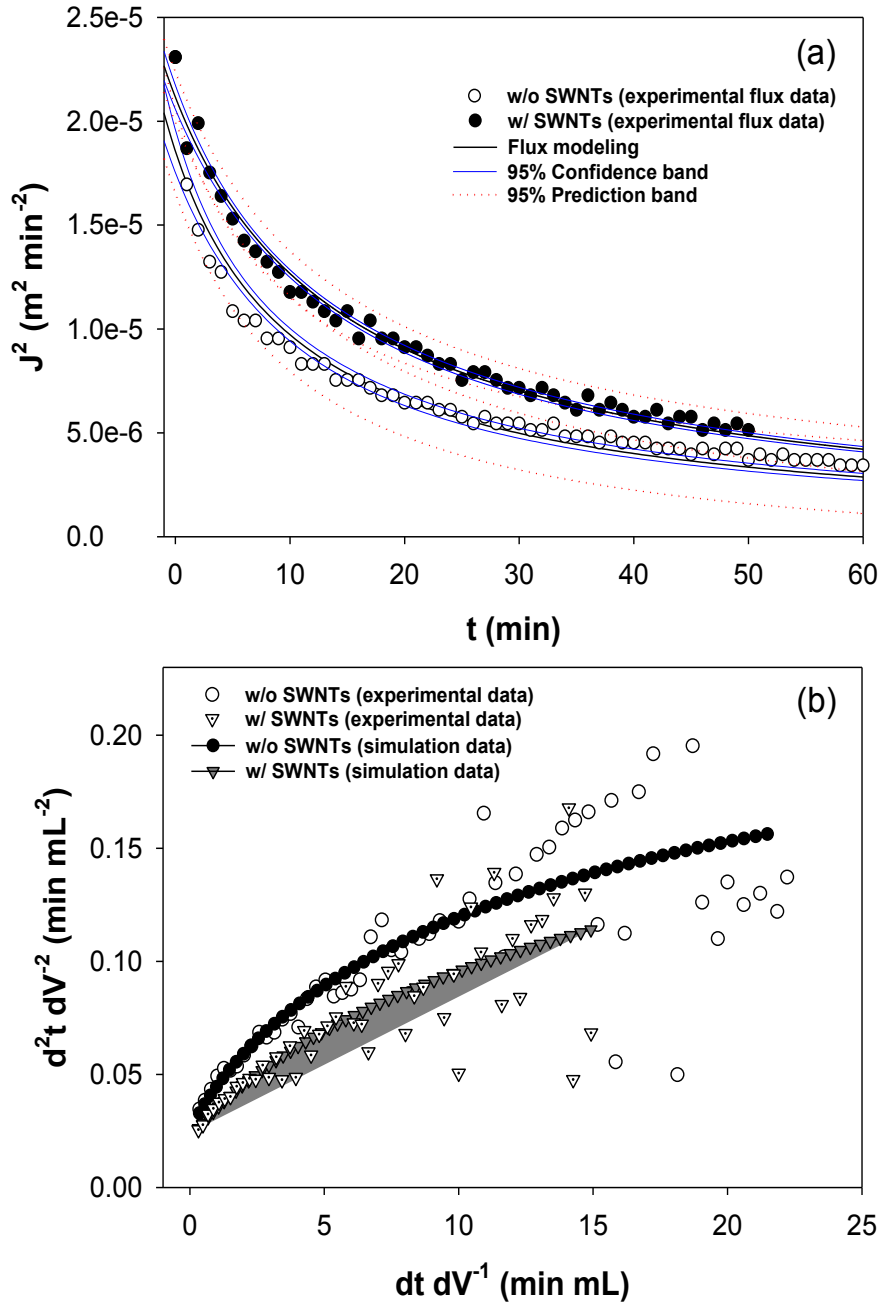 (a)
w/o SWNTs (experimental flux data)
w/ SWNTs (experimental flux data)
Flux modeling
95% Confidence band
95% Prediction band
2.5e-5
2.0e-5
1.5e-5
1.0e-5
5.0e-6
0.0
J² (m² min⁻²)
0 10 20 30 40 50 60
t (min)
(b)
w/o SWNTs (experimental data)
w/ SWNTs (experimental data)
w/o SWNTs (simulation data)
w/ SWNTs (simulation data)
0.20
0.15
0.10
0.05
0.00
d²t dV⁻² (min mL⁻²)
0 5 10 15 20 25
dt dV⁻¹ (min mL)